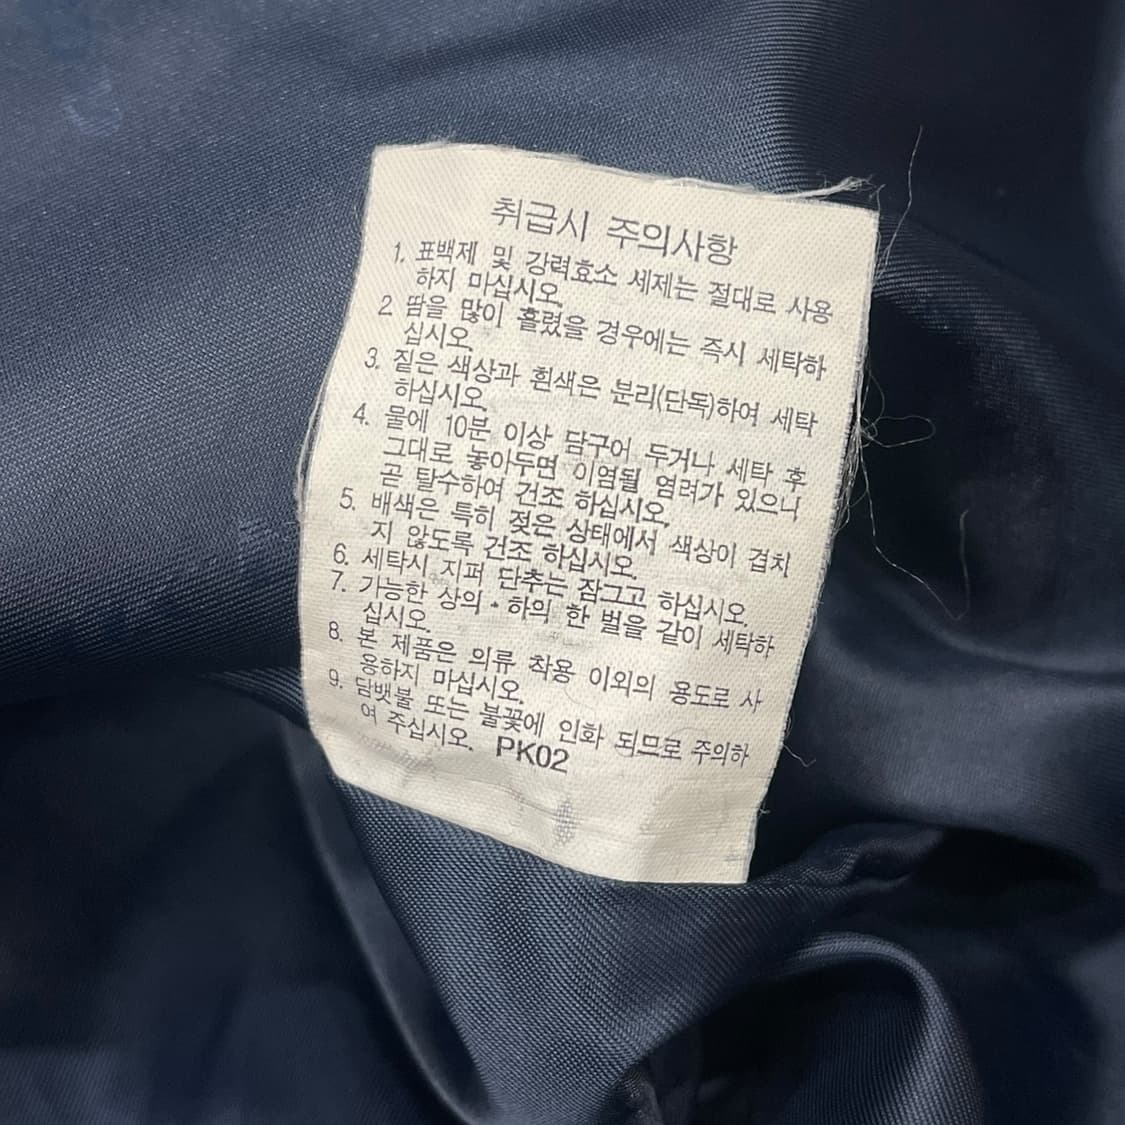 취급시 주의사항
1. 표백제 및 강력효소 세제는 절대로 사용
하지 마십시오.
2 땀을 많이 흘렸을 경우에는 즉시 세탁하
십시오.
3. 짙은 색상과 흰색은 분리(단독)하여 세탁
하십시오.
4. 물에 10분 이상 담구어 두거나 세탁 후
그대로 놓아두면 이염될 염려가 있으니
곧 탈수하여 건조 하십시오.
5. 배색은 특히 젖은 상태에서 색상이 겹치
지 않도록 건조 하십시오.
6. 세탁시 지퍼 단추는 잠그고 하십시오.
7. 가능한 상의·하의 한 벌을 같이 세탁하
십시오.
8. 본 제품은 의류 착용 이외의 용도로 사
용하지 마십시오.
9. 담뱃불 또는 불꽃에 인화 되므로 주의하
여 주십시오. PK02